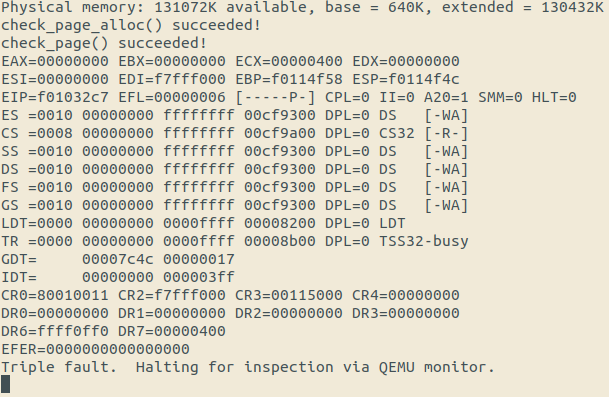 Physical memory: 131072K available, base = 640K, extended = 130432K
check_page_alloc() succeeded!
check_page() succeeded!
EAX=00000000 EBX=00000000 ECX=00000400 EDX=00000000
ESI=00000000 EDI=f7fff000 EBP=f0114f58 ESP=f0114f4c
EIP=f01032c7 EFL=00000006 [-----P-] CPL=0 II=0 A20=1 SMM=0 HLT=0
ES =0010 00000000 ffffffff 00cf9300 DPL=0 DS   [-WA]
CS =0008 00000000 ffffffff 00cf9a00 DPL=0 CS32 [-R-]
SS =0010 00000000 ffffffff 00cf9300 DPL=0 DS   [-WA]
DS =0010 00000000 ffffffff 00cf9300 DPL=0 DS   [-WA]
FS =0010 00000000 ffffffff 00cf9300 DPL=0 DS   [-WA]
GS =0010 00000000 ffffffff 00cf9300 DPL=0 DS   [-WA]
LDT=0000 00000000 0000ffff 00008200 DPL=0 LDT
TR =0000 00000000 0000ffff 00008b00 DPL=0 TSS32-busy
GDT=     00007c4c 00000017
IDT=     00000000 000003ff
CR0=80010011 CR2=f7fff000 CR3=00115000 CR4=00000000
DR0=00000000 DR1=00000000 DR2=00000000 DR3=00000000
DR6=ffff0ff0 DR7=00000400
EFER=0000000000000000
Triple fault.  Halting for inspection via QEMU monitor.